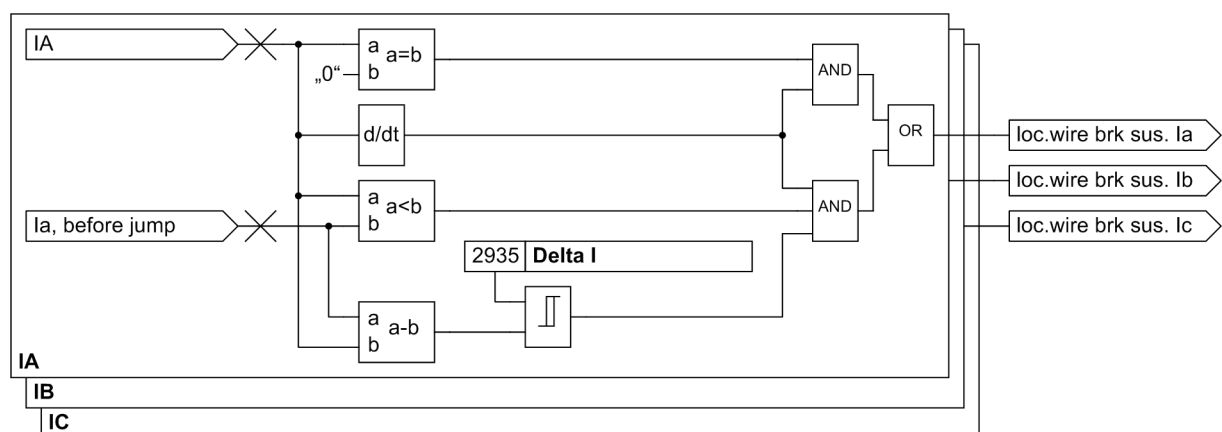 IA
a
a=b
b
„0“
AND
d/dt
OR
loc.wire brk sus. Ia
loc.wire brk sus. Ib
loc.wire brk sus. Ic
a
a<b
b
AND
Ia, before jump
2935 Delta I
a
a-b
b
IA
IB
IC